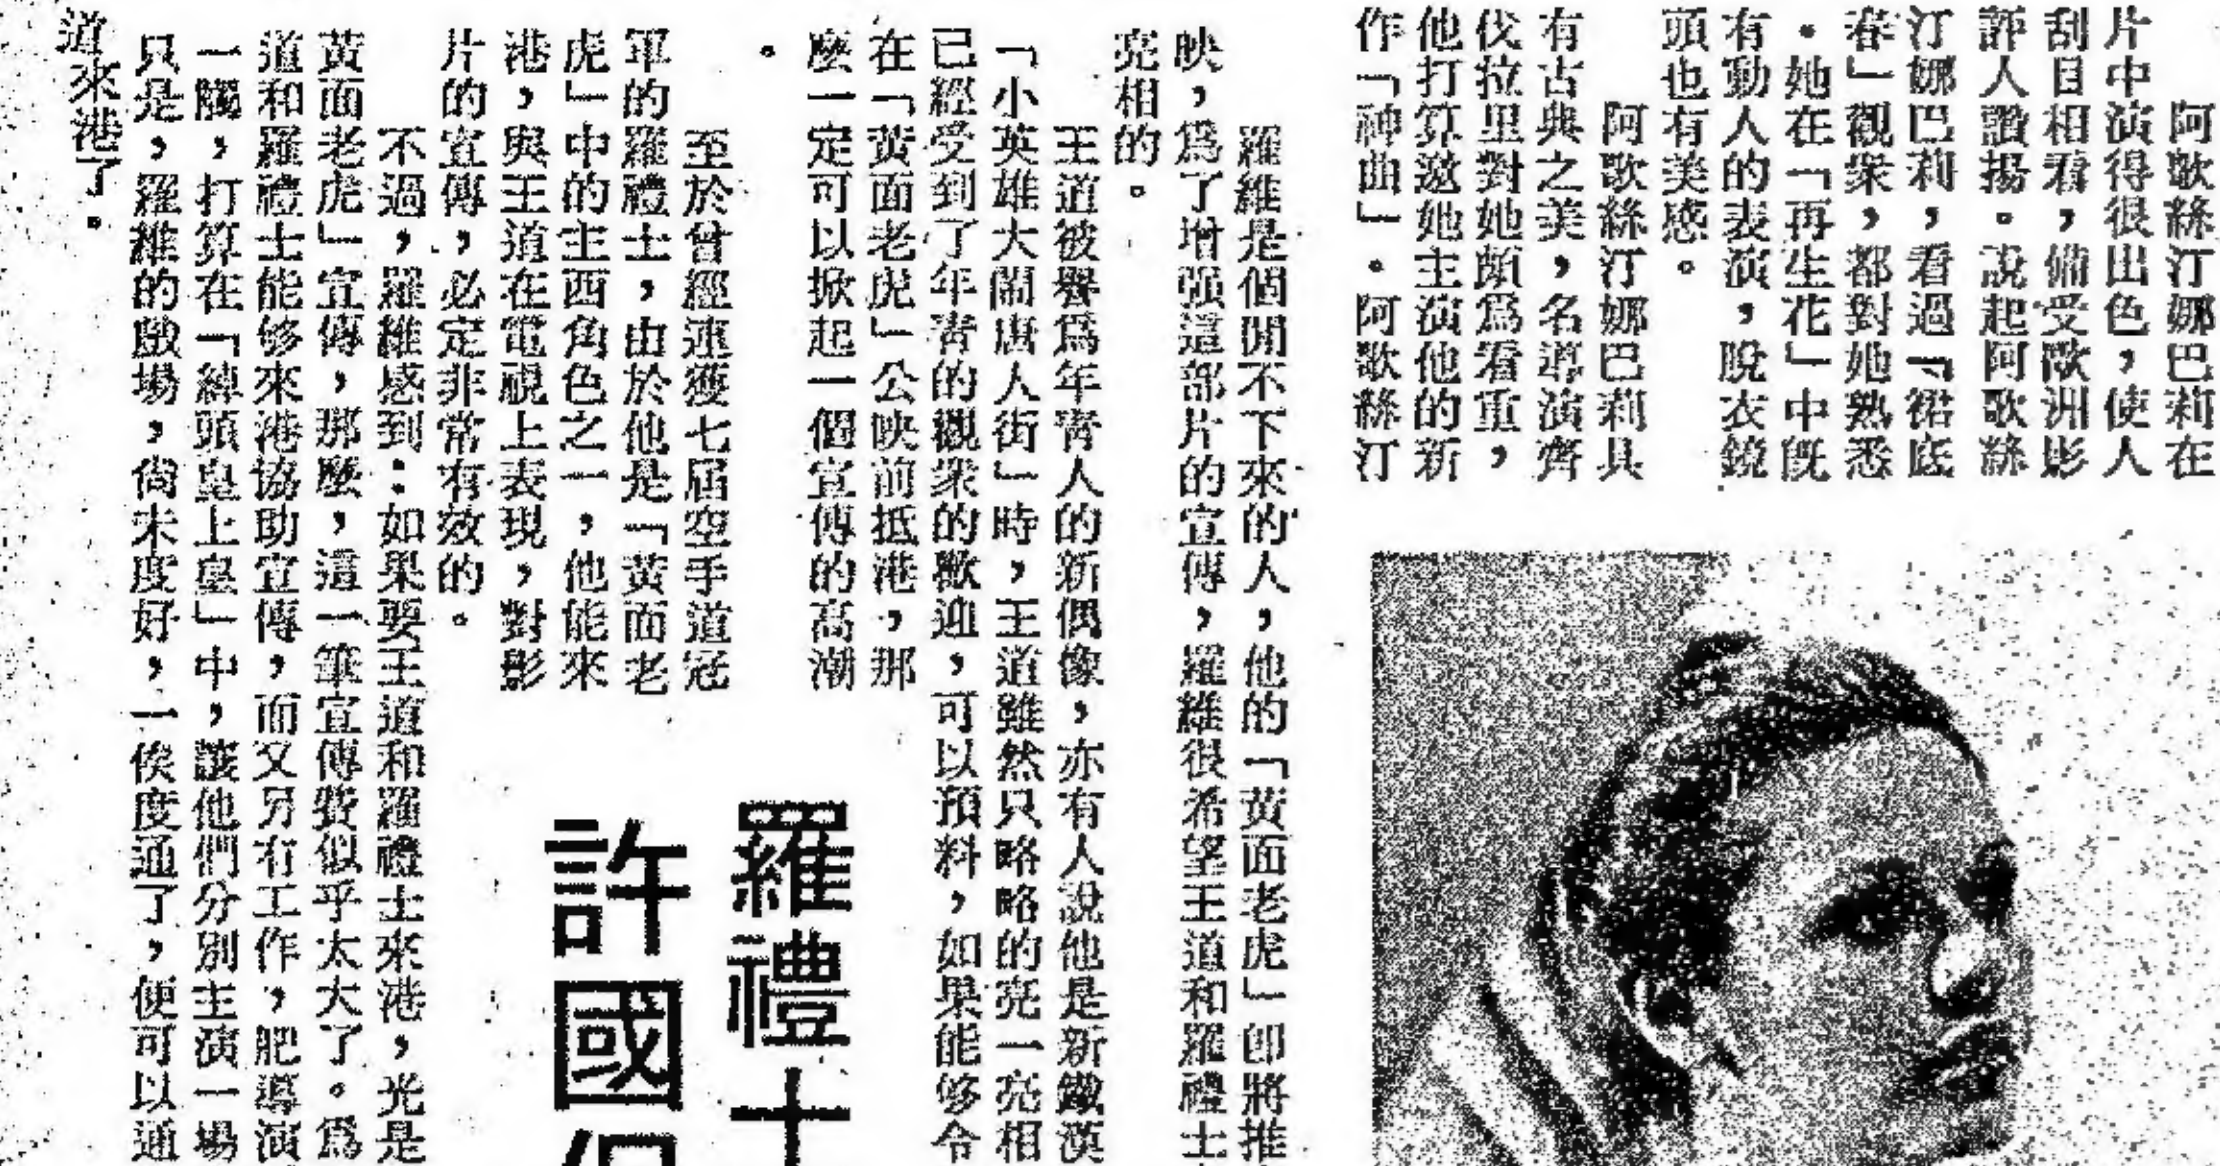 阿歌絲汀娜巴莉在
片中演得很出色，使人
刮目相看，備受歐洲影
評人讚揚。說起阿歌絲
汀娜巴莉，看過「裙底
春」觀衆，都對她熟悉
。她在「再生花」中旣
有動人的表演，脫衣鏡
頭也有美感。
阿歌絲汀娜巴莉具
有古典之美，名導演齊
伐拉里對她頗爲看重，
他打算邀她主演他的新
作「神曲」。阿歌絲汀
羅維是個閒不下來的人，他的「黃面老虎」卽將推
映，爲了增强這部片的宣傳，羅維很希望王道和羅禮士
亮相的。
王道被譽爲年靑人的新偶像，亦有人說他是新鐵漢
「小英雄大鬧唐人街」時，王道雖然只略略的亮一亮相
已經受到了年靑的觀衆的歡迎，可以預料，如果能够令
在「黃面老虎」公映前抵港，那
麼一定可以掀起一個宣傳的高潮
。
至於曾經連獲七屆空手道冠
軍的羅禮士，由於他是「黃面老
虎」中的主西角色之一，他能來
港，與王道在電視上表現，對影
片的宣傳，必定非常有效的。
不過，羅維感到：如果要王道和羅禮士來港，光是
黃面老虎」宣傳，那麼，這一筆宣傳費似乎太大了。爲
道和羅禮士能够來港協助宣傳，而又另有工作，肥導演
一觸，打算在「綽頭皇上皇」中，讓他們分別主演一場
只是，羅維的戲場，尙未度好，一俟度通了，便可以通
道來港了。
羅禮士
許國